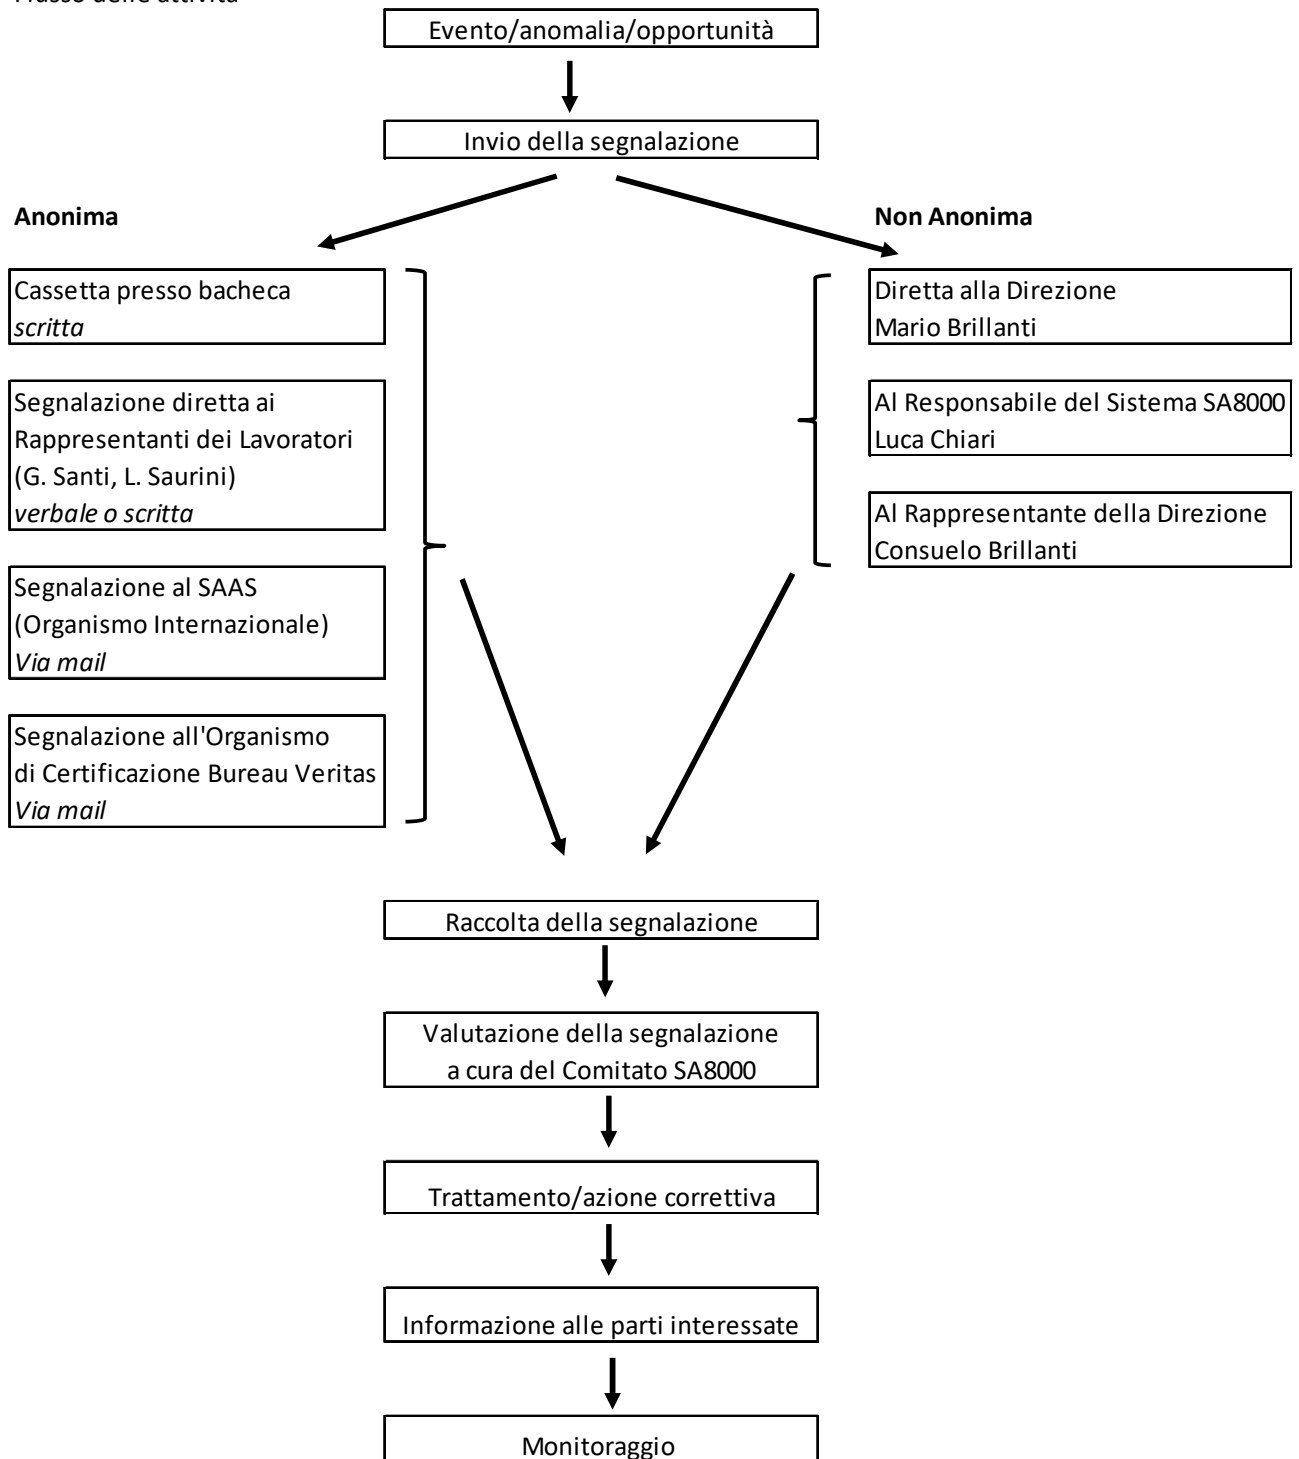 Flusso delle attività
Evento/anomalia/opportunità
Invio della segnalazione
Anonima
Non Anonima
Cassetta presso bacheca
scritta
Segnalazione diretta ai
Rappresentanti dei Lavoratori
(G. Santi, L. Saurini)
verbale o scritta
Segnalazione al SAAS
(Organismo Internazionale)
Via mail
Segnalazione all'Organismo
di Certificazione Bureau Veritas
Via mail
Diretta alla Direzione
Mario Brillanti
Al Responsabile del Sistema SA8000
Luca Chiari
Al Rappresentante della Direzione
Consuelo Brillanti
Raccolta della segnalazione
Valutazione della segnalazione
a cura del Comitato SA8000
Trattamento/azione correttiva
Informazione alle parti interessate
Monitoraggio